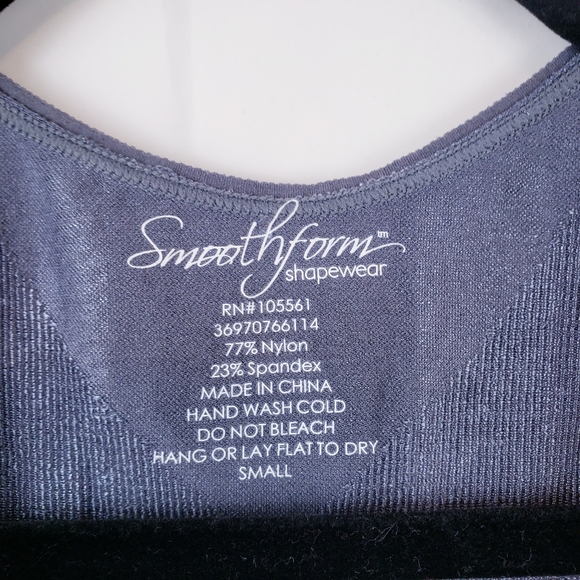 Smoothform™
shapewear
RN#105561
36970766114
77% Nylon
23% Spandex
MADE IN CHINA
HAND WASH COLD
DO NOT BLEACH
HANG OR LAY FLAT TO DRY
SMALL